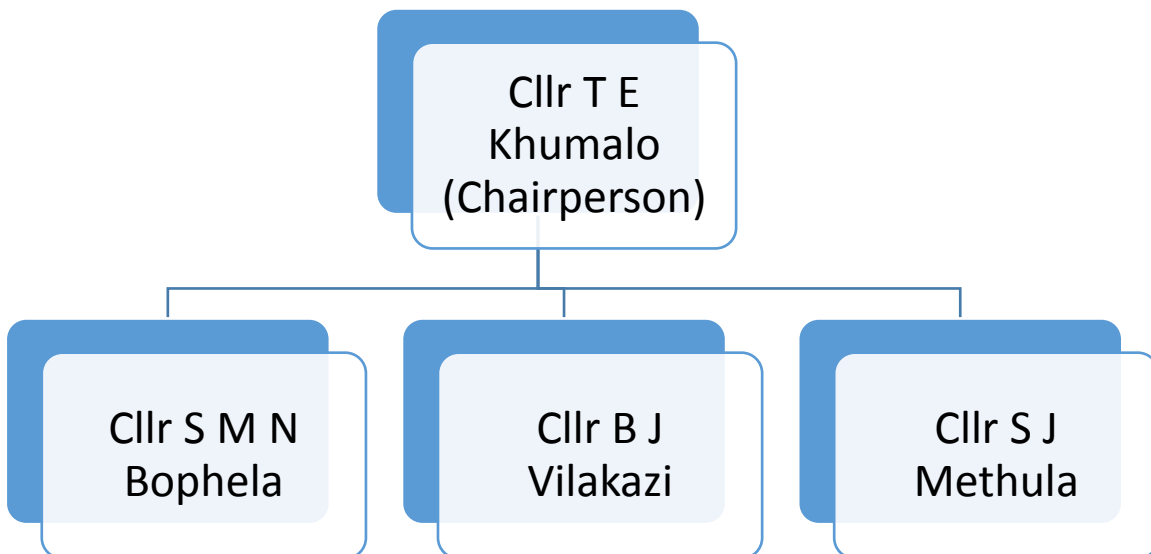 Cllr T E
Khumalo
(Chairperson)
Cllr S M N
Bophela
Cllr B J
Vilakazi
Cllr S J
Methula